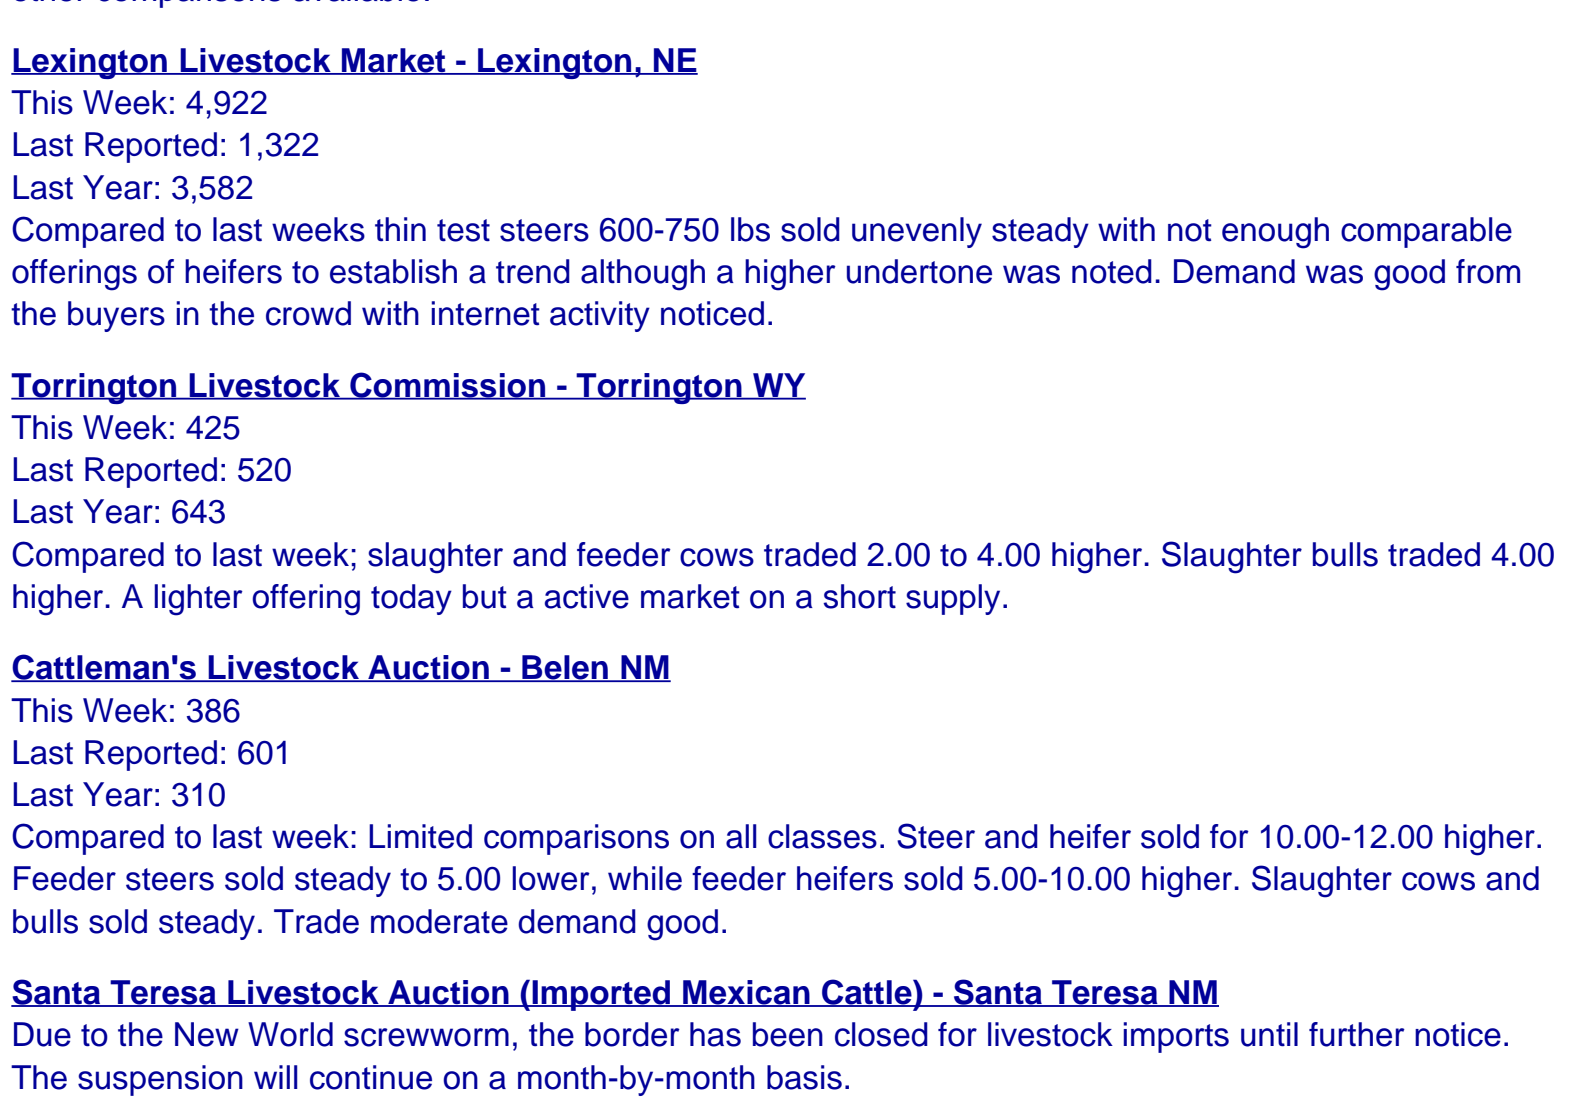 other comparisons available.
Lexington Livestock Market - Lexington, NE
This Week: 4,922
Last Reported: 1,322
Last Year: 3,582
Compared to last weeks thin test steers 600-750 lbs sold unevenly steady with not enough comparable
offerings of heifers to establish a trend although a higher undertone was noted. Demand was good from
the buyers in the crowd with internet activity noticed.
Torrington Livestock Commission - Torrington WY
This Week: 425
Last Reported: 520
Last Year: 643
Compared to last week; slaughter and feeder cows traded 2.00 to 4.00 higher. Slaughter bulls traded 4.00
higher. A lighter offering today but a active market on a short supply.
Cattleman's Livestock Auction - Belen NM
This Week: 386
Last Reported: 601
Last Year: 310
Compared to last week: Limited comparisons on all classes. Steer and heifer sold for 10.00-12.00 higher.
Feeder steers sold steady to 5.00 lower, while feeder heifers sold 5.00-10.00 higher. Slaughter cows and
bulls sold steady. Trade moderate demand good.
Santa Teresa Livestock Auction (Imported Mexican Cattle) - Santa Teresa NM
Due to the New World screwworm, the border has been closed for livestock imports until further notice.
The suspension will continue on a month-by-month basis.